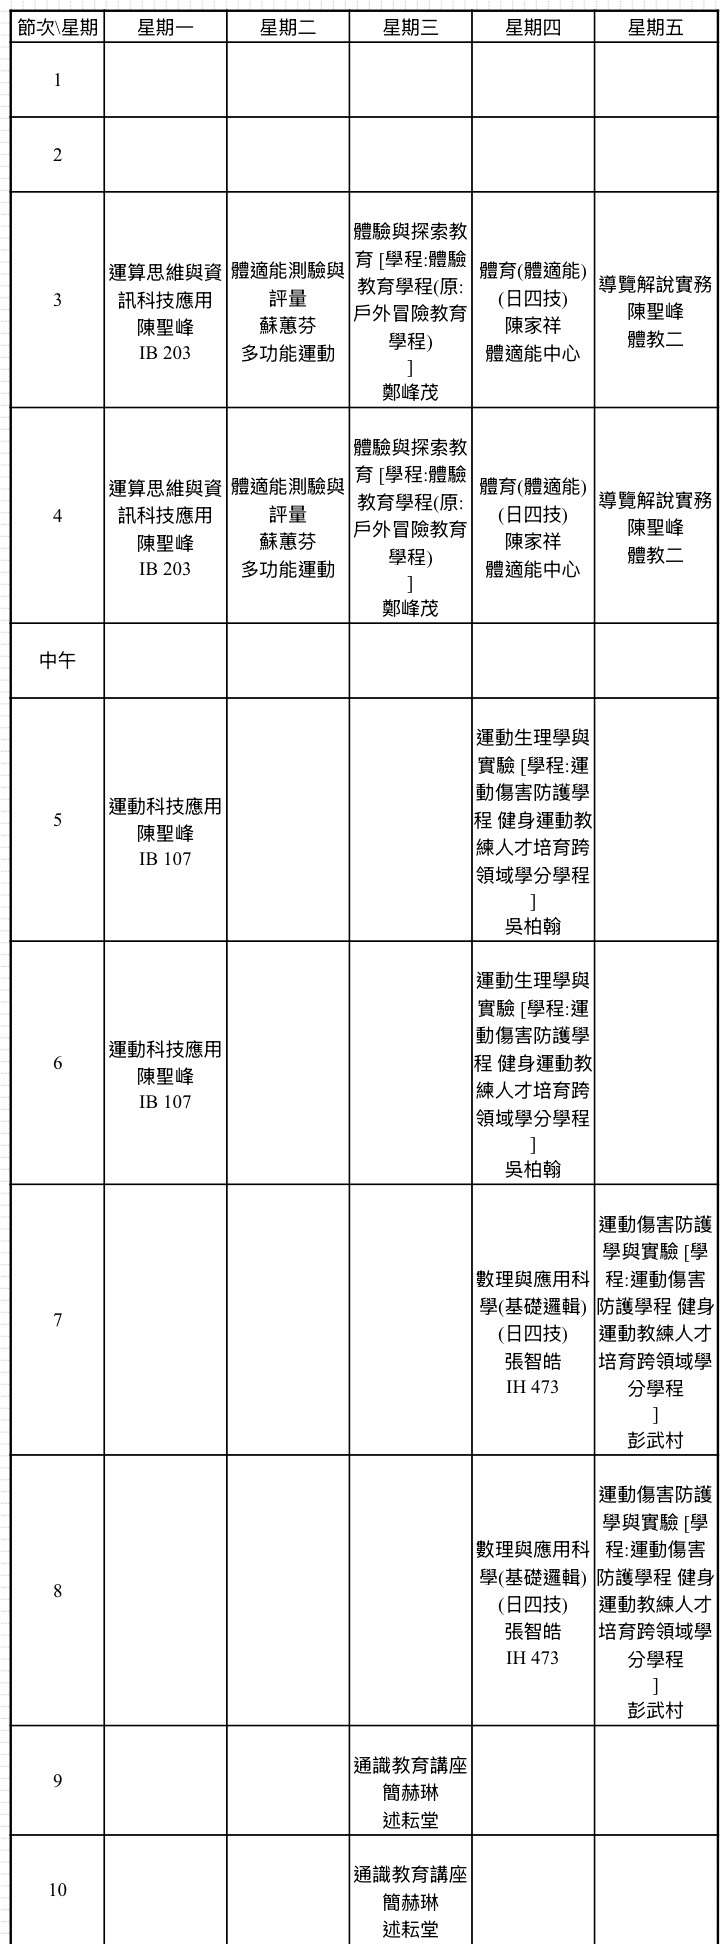 節次\星期 星期一 星期二 星期三 星期四 星期五
1
2
3
運算思維與資
訊科技應用
陳聖峰
IB 203
體適能測驗與
評量
蘇蕙芬
多功能運動
體驗與探索教
育 [學程:體驗
教育學程(原:
戶外冒險教育
學程)
]
鄭峰茂
體育(體適能)
(日四技)
陳家祥
體適能中心
導覽解說實務
陳聖峰
體教二
4
運算思維與資
訊科技應用
陳聖峰
IB 203
體適能測驗與
評量
蘇蕙芬
多功能運動
體驗與探索教
育 [學程:體驗
教育學程(原:
戶外冒險教育
學程)
]
鄭峰茂
體育(體適能)
(日四技)
陳家祥
體適能中心
導覽解說實務
陳聖峰
體教二
中午
5
運動科技應用
陳聖峰
IB 107
運動生理學與
實驗 [學程:運
動傷害防護學
程 健身運動教
練人才培育跨
領域學分學程
]
吳柏翰
6
運動科技應用
陳聖峰
IB 107
運動生理學與
實驗 [學程:運
動傷害防護學
程 健身運動教
練人才培育跨
領域學分學程
]
吳柏翰
7
數理與應用科
學(基礎邏輯)
(日四技)
張智皓
IH 473
運動傷害防護
學與實驗 [學
程:運動傷害
防護學程 健身
運動教練人才
培育跨領域學
分學程
]
彭武村
8
數理與應用科
學(基礎邏輯)
(日四技)
張智皓
IH 473
運動傷害防護
學與實驗 [學
程:運動傷害
防護學程 健身
運動教練人才
培育跨領域學
分學程
]
彭武村
9
通識教育講座
簡赫琳
述耘堂
10
通識教育講座
簡赫琳
述耘堂